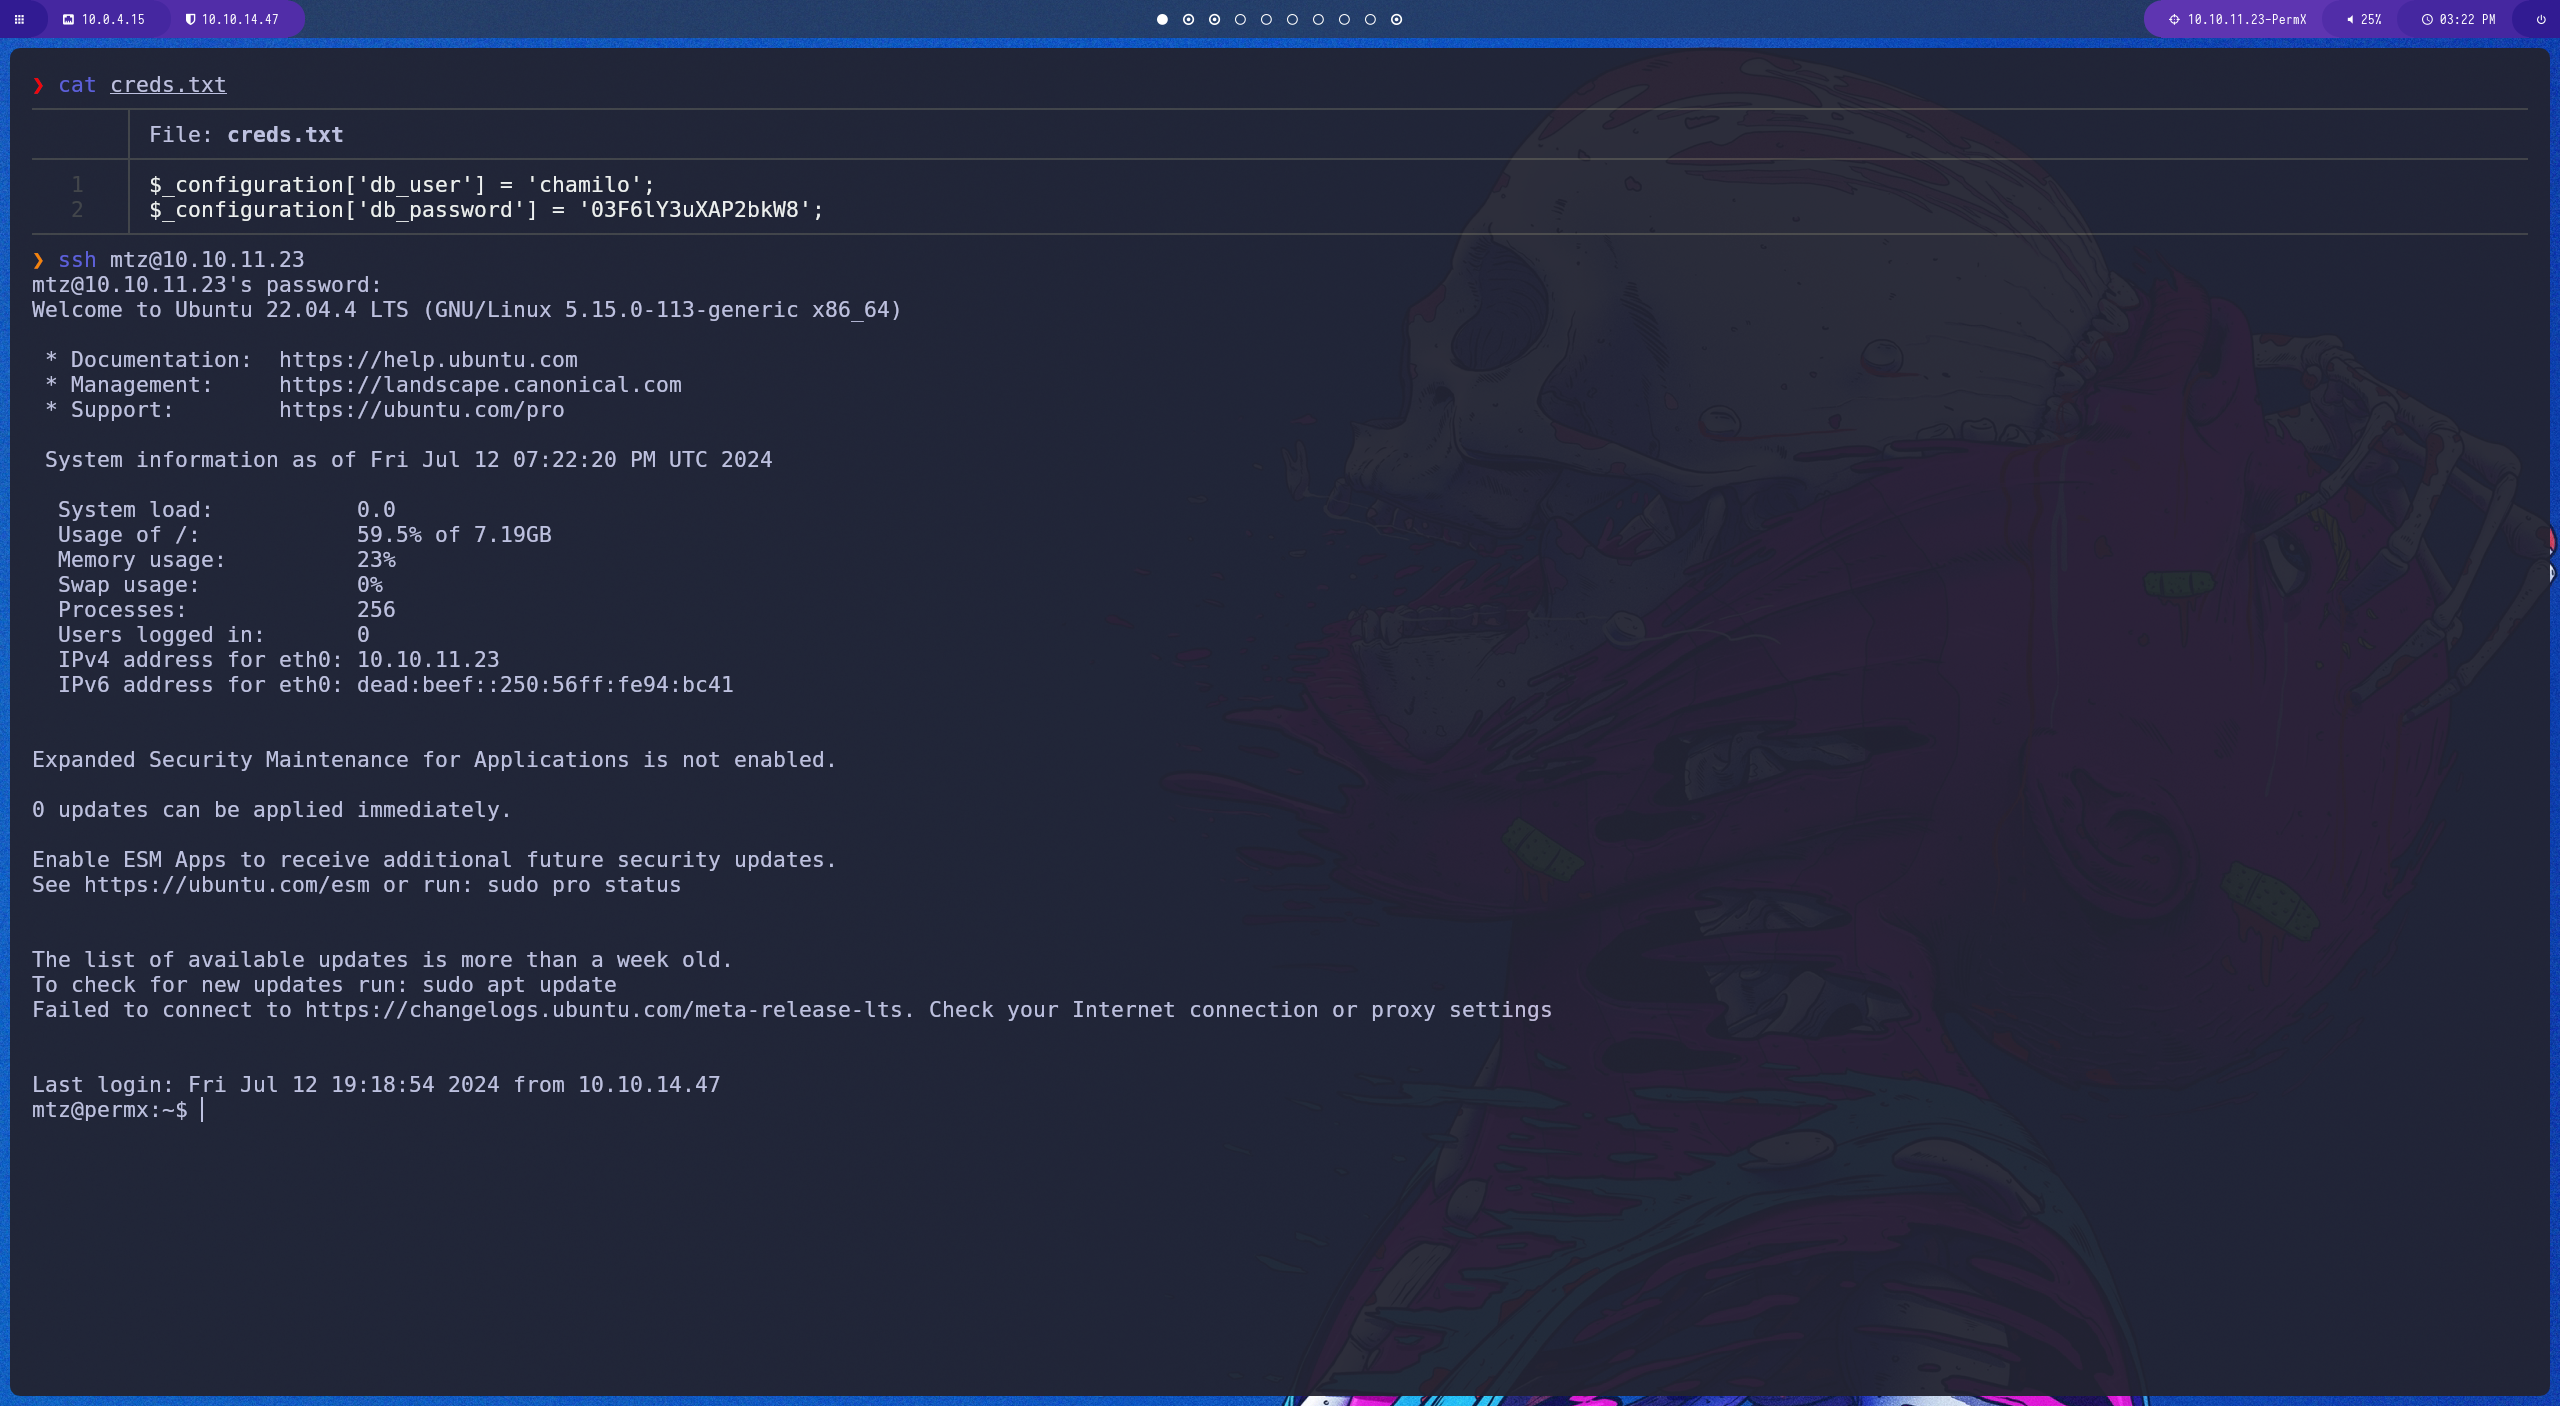 10.0.4.15 10.10.14.47 10.10.11.23-PermX 25% 03:22 PM
❯ cat creds.txt
File: creds.txt
1 $_configuration['db_user'] = 'chamilo';
2 $_configuration['db_password'] = '03F6lY3uXAP2bkW8';
❯ ssh mtz@10.10.11.23
mtz@10.10.11.23's password:
Welcome to Ubuntu 22.04.4 LTS (GNU/Linux 5.15.0-113-generic x86_64)
* Documentation:  https://help.ubuntu.com
* Management:     https://landscape.canonical.com
* Support:        https://ubuntu.com/pro
System information as of Fri Jul 12 07:22:20 PM UTC 2024
System load:           0.0
Usage of /:            59.5% of 7.19GB
Memory usage:          23%
Swap usage:            0%
Processes:             256
Users logged in:       0
IPv4 address for eth0: 10.10.11.23
IPv6 address for eth0: dead:beef::250:56ff:fe94:bc41
Expanded Security Maintenance for Applications is not enabled.
0 updates can be applied immediately.
Enable ESM Apps to receive additional future security updates.
See https://ubuntu.com/esm or run: sudo pro status
The list of available updates is more than a week old.
To check for new updates run: sudo apt update
Failed to connect to https://changelogs.ubuntu.com/meta-release-lts. Check your Internet connection or proxy settings
Last login: Fri Jul 12 19:18:54 2024 from 10.10.14.47
mtz@permx:~$